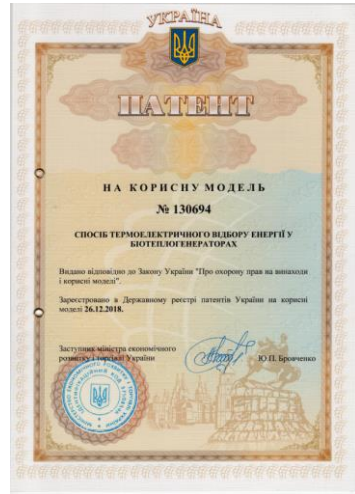 УКРАЇНА
ПАТЕНТ
НА КОРИСНУ МОДЕЛЬ
№ 130694
СПОСІБ ТЕРМОЕЛЕКТРИЧНОГО ВІДБОРУ ЕНЕРГІЇ У
БІОТЕПЛОГЕНЕРАТОРАХ
Видано відповідно до Закону України "Про охорону прав на винаходи
і корисні моделі".
Зареєстровано в Державному реєстрі патентів України на корисні
моделі 26.12.2018.
Заступник міністра економічного
розвитку і торгівлі України
Ю.П. Бровченко